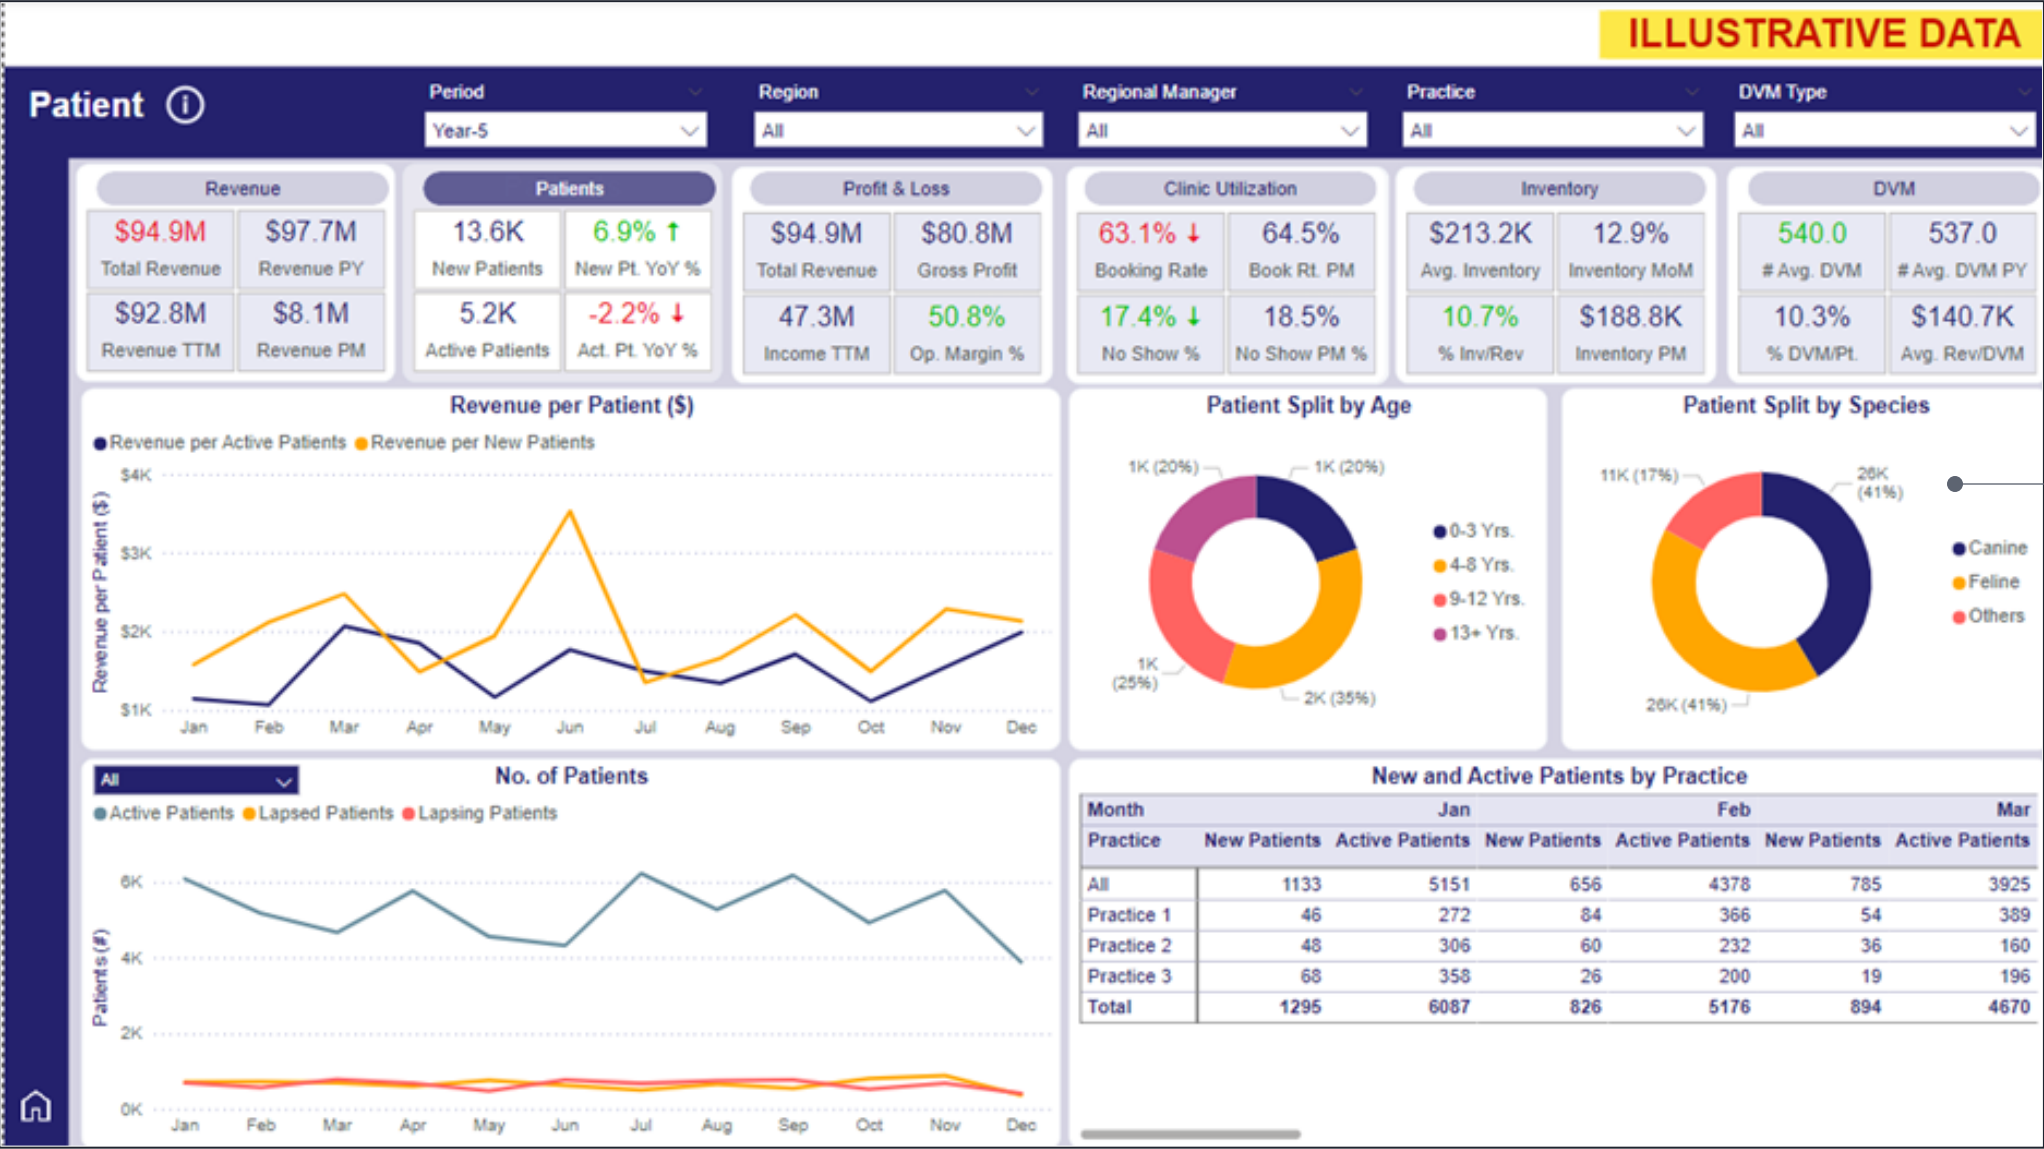 ILLUSTRATIVE DATA
Patient
Period Region Regional Manager Practice DVM Type
Year-5 All All All All
Revenue
$94.9M $97.7M
Total Revenue Revenue PY
$92.8M $8.1M
Revenue TTM Revenue PM
Patients
13.6K 6.9% ↑
New Patients New Pt. YoY %
5.2K -2.2% ↓
Active Patients Act. Pt. YoY %
Profit & Loss
$94.9M $80.8M
Total Revenue Gross Profit
47.3M 50.8%
Income TTM Op. Margin %
Clinic Utilization
63.1% ↓ 64.5%
Booking Rate Book Rt. PM
17.4% ↓ 18.5%
No Show % No Show PM %
Inventory
$213.2K 12.9%
Avg. Inventory Inventory MoM
10.7% $188.8K
% Inv/Rev Inventory PM
DVM
540.0 537.0
# Avg. DVM # Avg. DVM PY
10.3% $140.7K
% DVM/Pt. Avg. Rev/DVM
Revenue per Patient ($)
Revenue per Active Patients Revenue per New Patients
Revenue per Patient ($)
$4K
$3K
$2K
$1K
Jan Feb Mar Apr May Jun Jul Aug Sep Oct Nov Dec
Patient Split by Age
1K (20%) 1K (20%)
1K
(25%)
2K (35%)
0-3 Yrs.
4-8 Yrs.
9-12 Yrs.
13+ Yrs.
Patient Split by Species
11K (17%) 26K
(41%)
26K (41%)
Canine
Feline
Others
All
No. of Patients
Active Patients Lapsed Patients Lapsing Patients
Patients (#)
6K
4K
2K
0K
Jan Feb Mar Apr May Jun Jul Aug Sep Oct Nov Dec
New and Active Patients by Practice
Month Jan Feb Mar
Practice New Patients Active Patients New Patients Active Patients New Patients Active Patients
All 1133 5151 656 4378 785 3925
Practice 1 46 272 84 366 54 389
Practice 2 48 306 60 232 36 160
Practice 3 68 358 26 200 19 196
Total 1295 6087 826 5176 894 4670